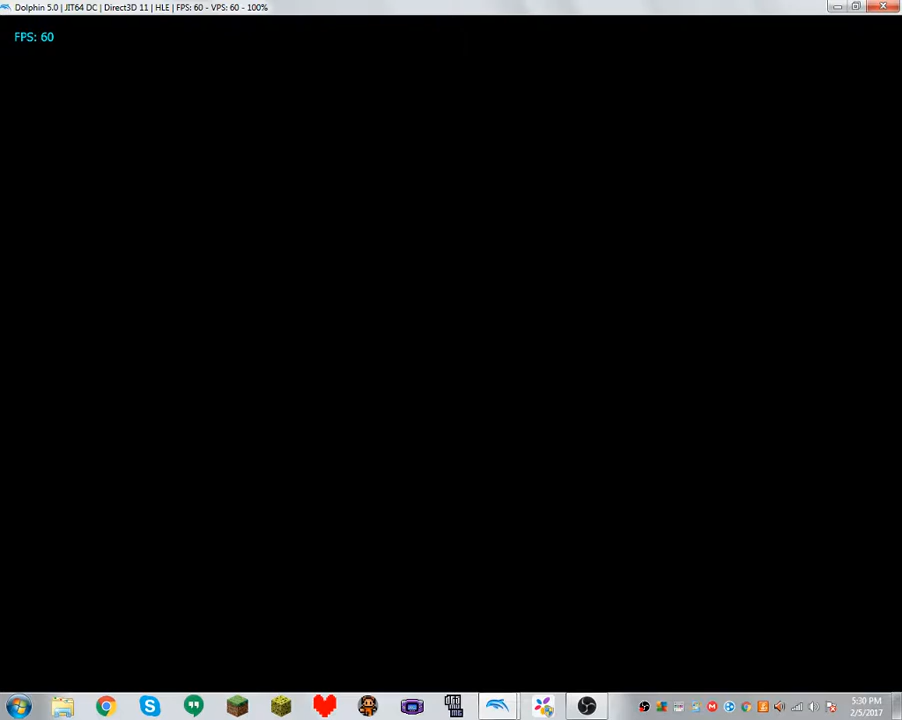 Dolphin 5.0 | JIT64 DC | Direct3D 11 | HLE | FPS: 60 - VPS: 60 - 100%
FPS: 60
5:30 PM
2/5/2017